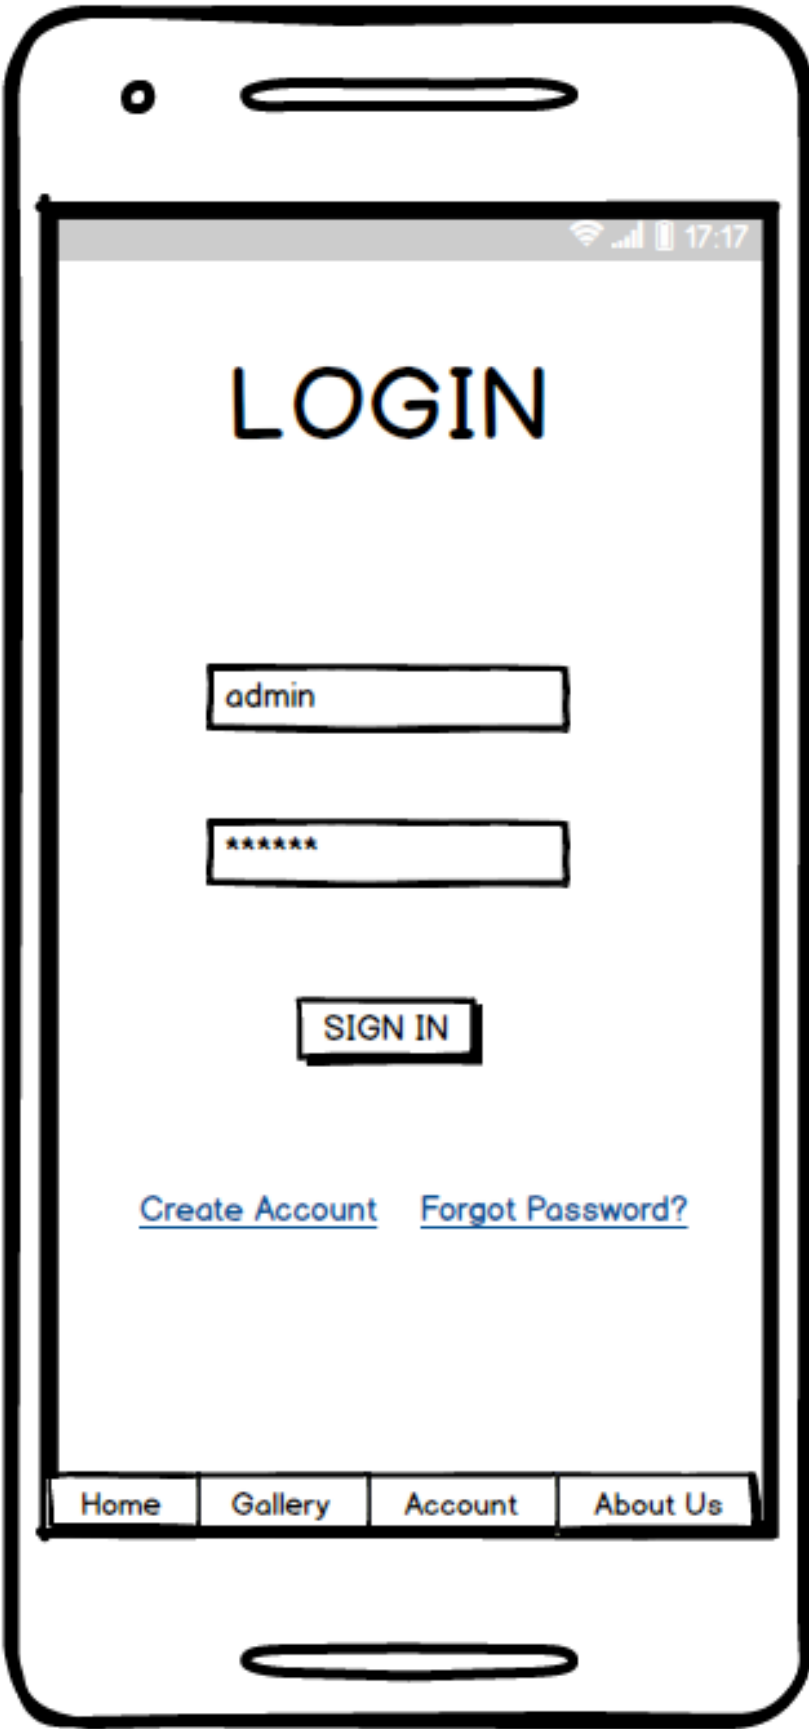 17:17
LOGIN
admin
******
SIGN IN
Create Account Forgot Password?
Home Gallery Account About Us